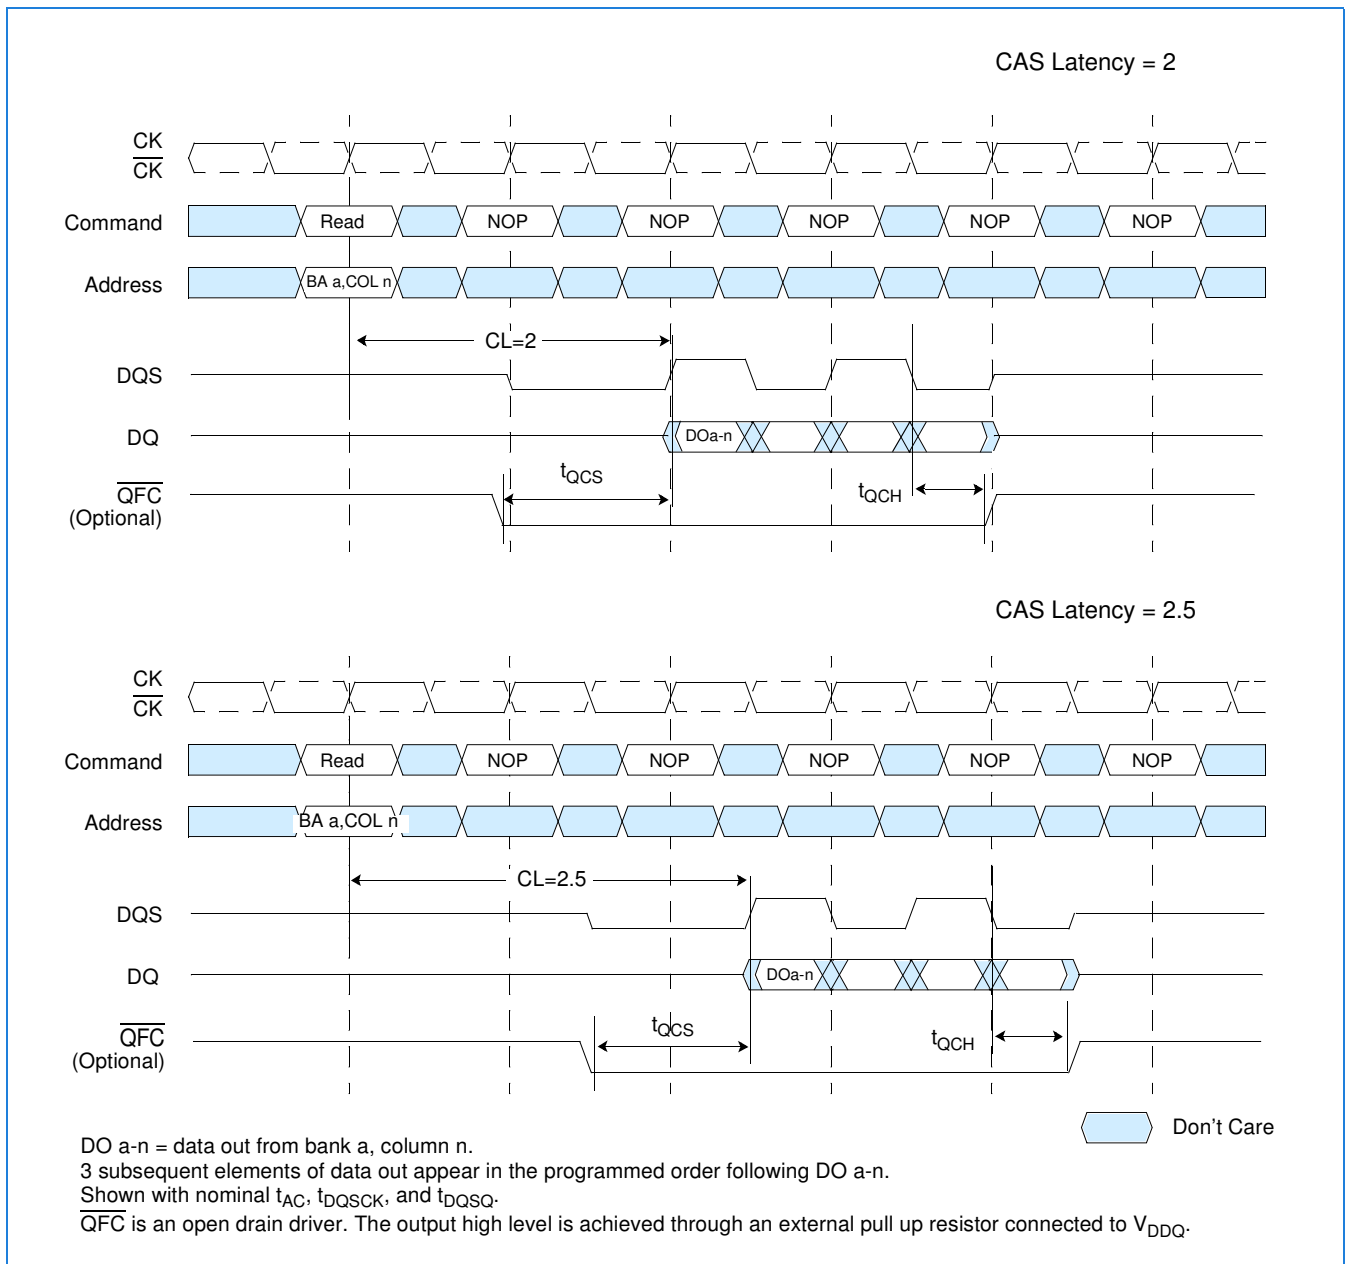 CAS Latency = 2
CK
CK
Command
Read NOP NOP NOP NOP NOP
Address
BA a,COL n
CL=2
DQS
DQ
DOa-n
tQCS
tQCH
QFC
(Optional)
CAS Latency = 2.5
CK
CK
Command
Read NOP NOP NOP NOP NOP
Address
BA a,COL n
CL=2.5
DQS
DQ
DOa-n
tQCS
tQCH
QFC
(Optional)
Don't Care
DO a-n = data out from bank a, column n.
3 subsequent elements of data out appear in the programmed order following DO a-n.
Shown with nominal tAC, tDQSCK, and tDQSQ.
QFC is an open drain driver. The output high level is achieved through an external pull up resistor connected to VDDQ.